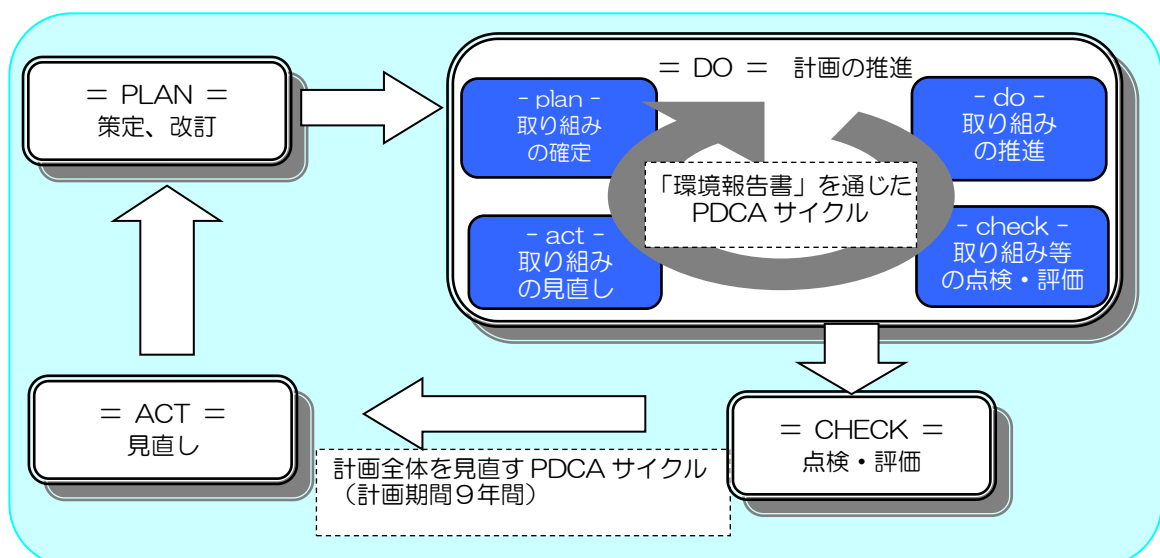 = PLAN =
策定、改訂
= DO = 計画の推進
- plan -
取り組み
の確定
- do -
取り組み
の推進
「環境報告書」を通じた
PDCA サイクル
- act -
取り組み
の見直し
- check -
取り組み等
の点検・評価
= ACT =
見直し
計画全体を見直す PDCA サイクル
（計画期間９年間）
= CHECK =
点検・評価